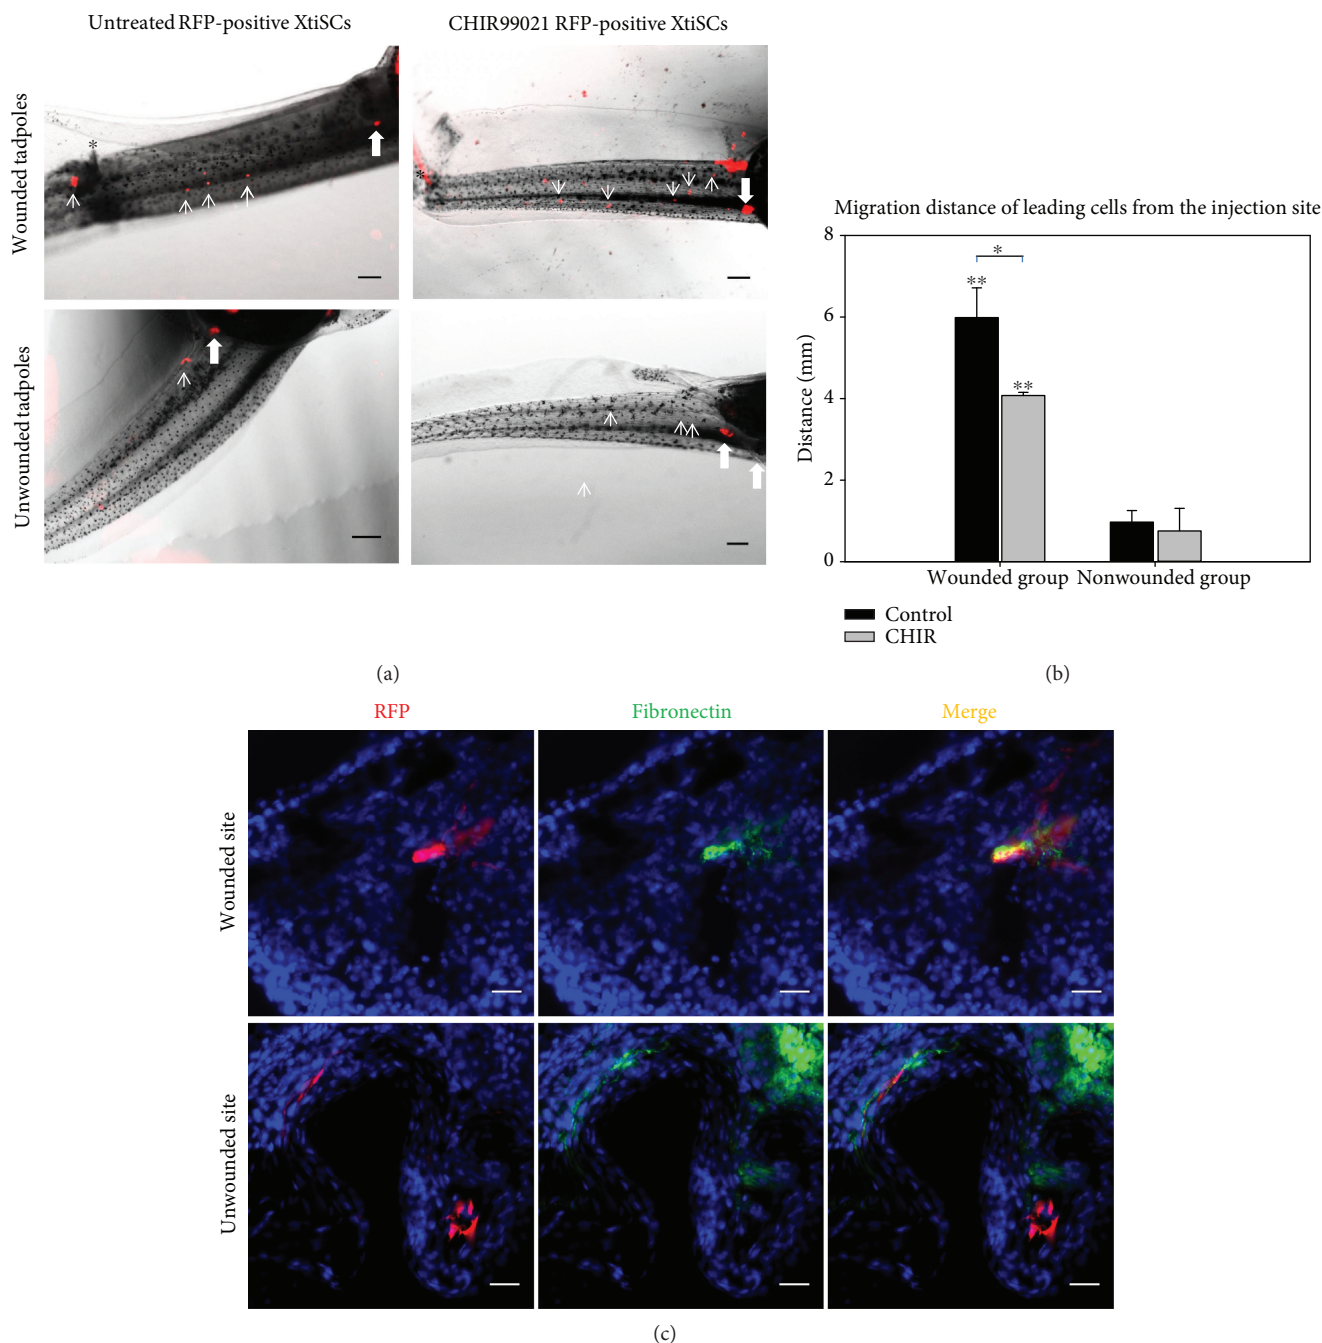 Untreated RFP-positive XtiSCs
CHIR99021 RFP-positive XtiSCs
Wounded tadpoles
*
*
Unwounded tadpoles
(a)
Migration distance of leading cells from the injection site
8
6
4
2
0
Distance (mm)
*
**
**
Wounded group
Nonwounded group
Control
CHIR
(b)
RFP
Fibronectin
Merge
Wounded site
Unwounded site
(c)